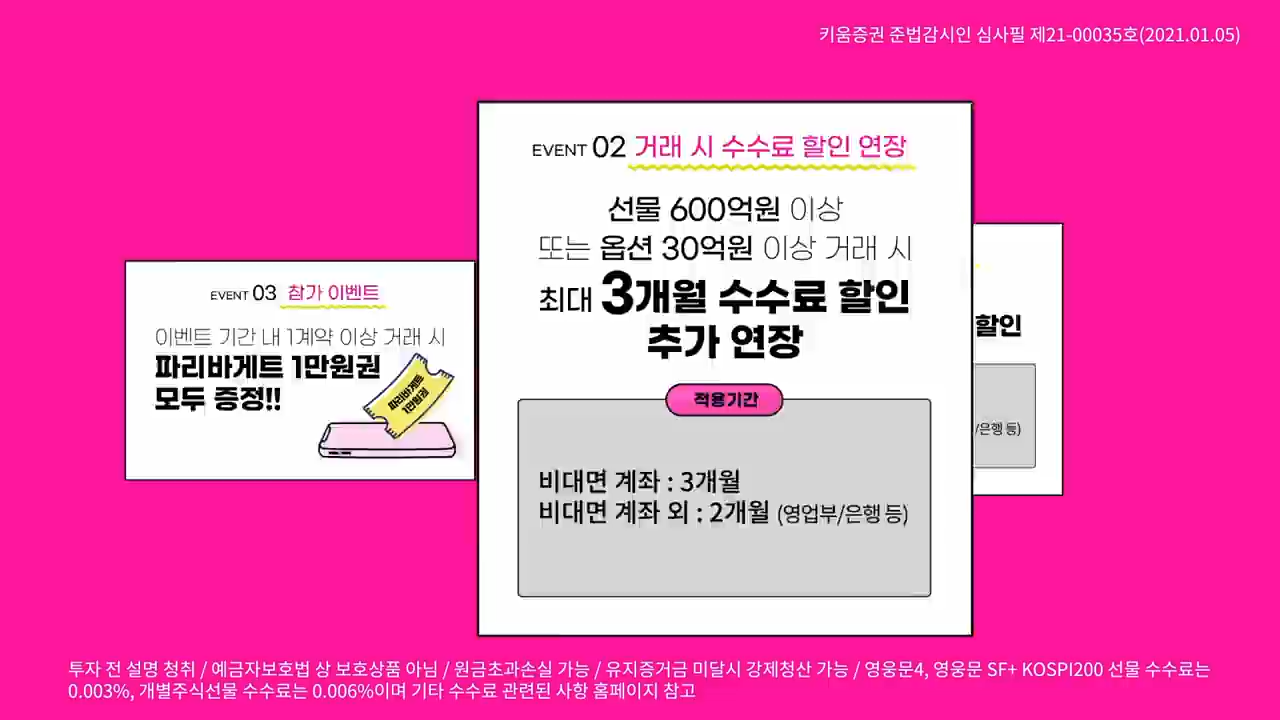 키움증권 준법감시인 심사필 제21-00035호(2021.01.05)
EVENT 02 거래 시 수수료 할인 연장
선물 600억원 이상
또는 옵션 30억원 이상 거래 시
최대 3개월 수수료 할인
추가 연장
적용기간
비대면 계좌 : 3개월
비대면 계좌 외 : 2개월 (영업부/은행 등)
EVENT 03 참가 이벤트
이벤트 기간 내 1계약 이상 거래 시
파리바게트 1만원권
모두 증정!!
파리바게트
1만원권
할인
/은행 등)
투자 전 설명 청취 / 예금자보호법 상 보호상품 아님 / 원금초과손실 가능 / 유지증거금 미달시 강제청산 가능 / 영웅문4, 영웅문 SF+ KOSPI200 선물 수수료는
0.003%, 개별주식선물 수수료는 0.006%이며 기타 수수료 관련된 사항 홈페이지 참고